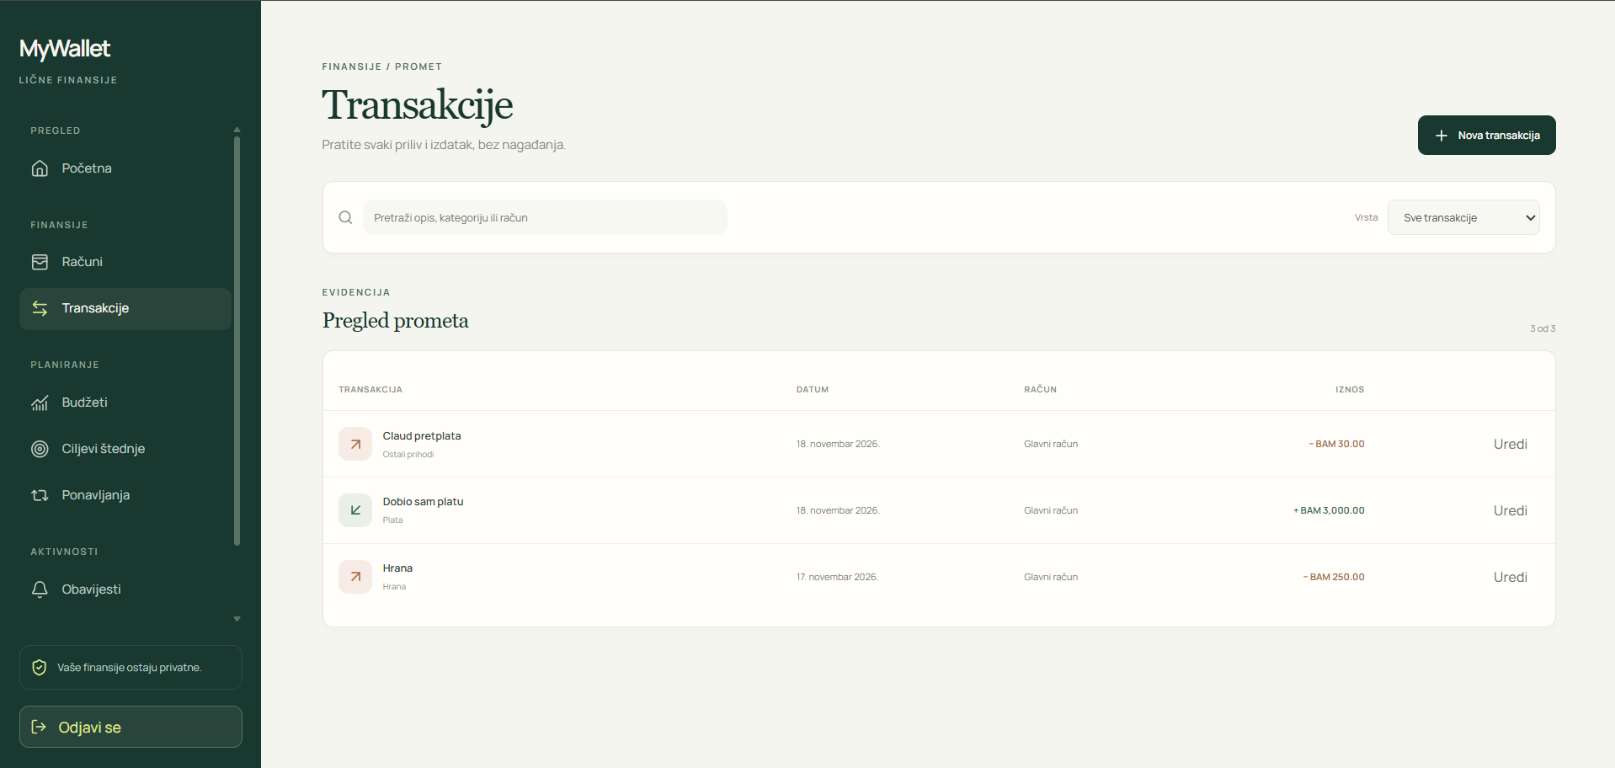 MyWallet
LIČNE FINANSIJE
PREGLED
Početna
FINANSIJE
Računi
Transakcije
PLANIRANJE
Budžeti
Ciljevi štednje
Ponavljanja
AKTIVNOSTI
Obavijesti
Vaše finansije ostaju privatne.
Odjavi se
FINANSIJE / PROMET
Transakcije
Pratite svaki priliv i izdatak, bez nagađanja.
Nova transakcija
Pretraži opis, kategoriju ili račun
Vrsta
Sve transakcije
EVIDENCIJA
Pregled prometa
3 od 3
TRANSAKCIJA DATUM RAČUN IZNOS
Claud pretplata
Ostali prihodi
18. novembar 2026. Glavni račun − BAM 30.00 Uredi
Dobio sam platu
Plata
18. novembar 2026. Glavni račun + BAM 3,000.00 Uredi
Hrana
Hrana
17. novembar 2026. Glavni račun − BAM 250.00 Uredi